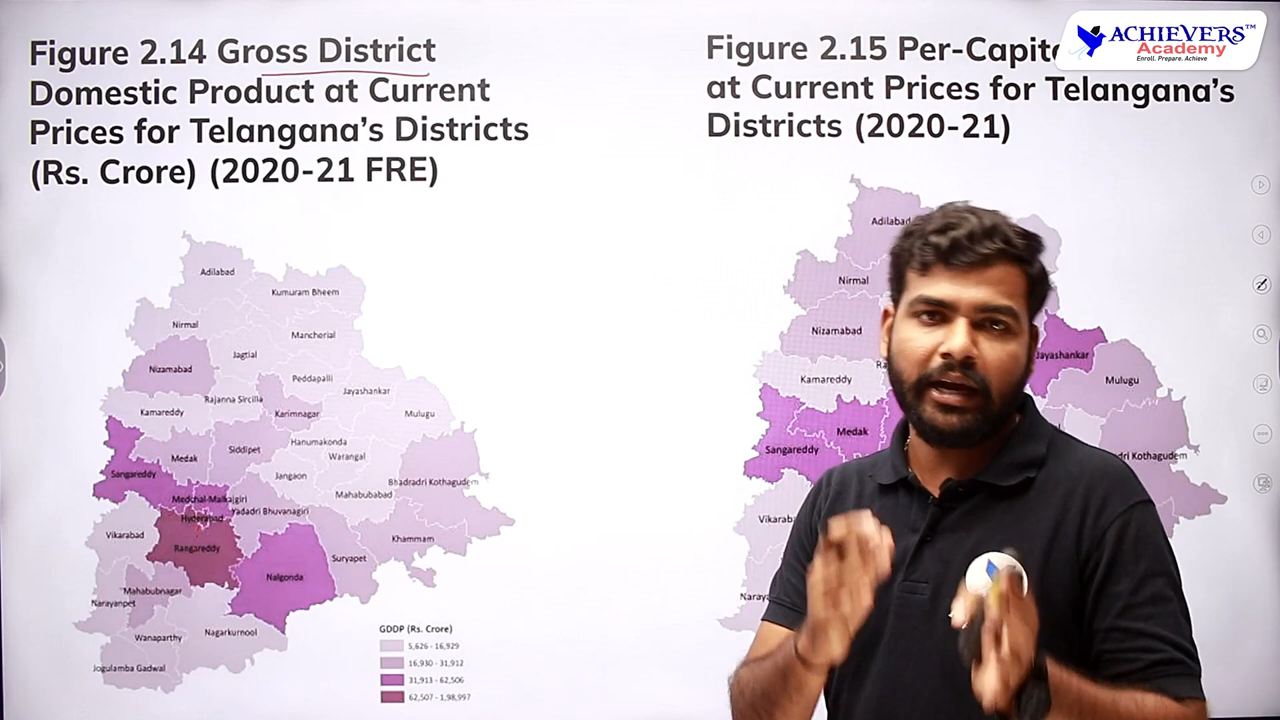 Figure 2.14 Gross District
Domestic Product at Current
Prices for Telangana's Districts
(Rs. Crore) (2020-21 FRE)
Adilabad
Kumuram Bheem
Nirmal
Mancherial
Jagtial
Nizamabad
Peddapalli
Jayashankar
Rajanna Sircilla
Kamareddy
Karimnagar
Mulugu
Hanumakonda
Siddipet
Medak
Warangal
Sangareddy
Jangaon
Bhadradri Kothagudem
Medchal-Malkajgiri
Mahabubabad
Yadadri Bhuvanagiri
Hyderabad
Vikarabad
Khammam
Rangareddy
Suryapet
Nalgonda
Mahabubnagar
Narayanpet
Wanaparthy
Nagarkurnool
Jogulamba Gadwal
GDDP (Rs. Crore)
5,626 - 16,929
16,930 - 31,912
31,913 - 62,506
62,507 - 1,98,997
Figure 2.15 Per-Capita
at Current Prices for Telangana's
Districts (2020-21)
Adilabad
Nirmal
Nizamabad
Jayashankar
Kamareddy
Mulugu
Medak
Sangareddy
Kothagudem
ACHIEVERS™
Academy
Enroll. Prepare. Achieve